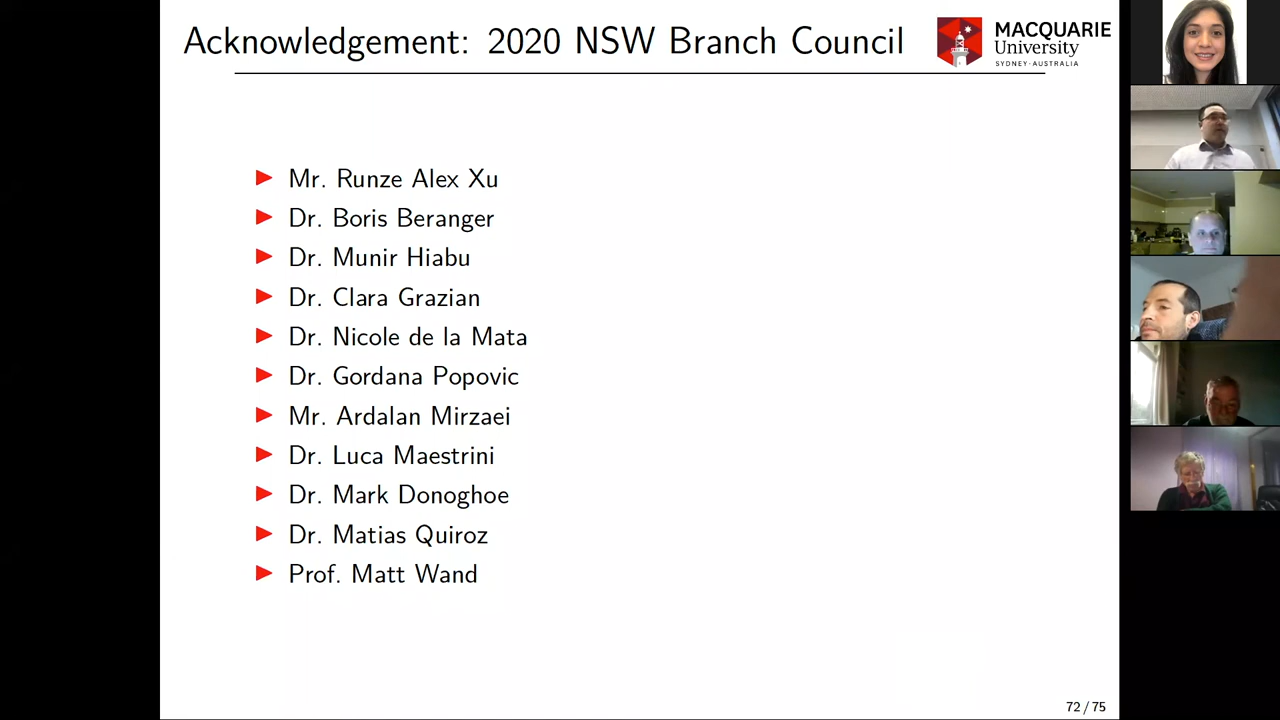 Acknowledgement: 2020 NSW Branch Council
MACQUARIE
University
SYDNEY·AUSTRALIA
Mr. Runze Alex Xu
Dr. Boris Beranger
Dr. Munir Hiabu
Dr. Clara Grazian
Dr. Nicole de la Mata
Dr. Gordana Popovic
Mr. Ardalan Mirzaei
Dr. Luca Maestrini
Dr. Mark Donoghoe
Dr. Matias Quiroz
Prof. Matt Wand
72 / 75